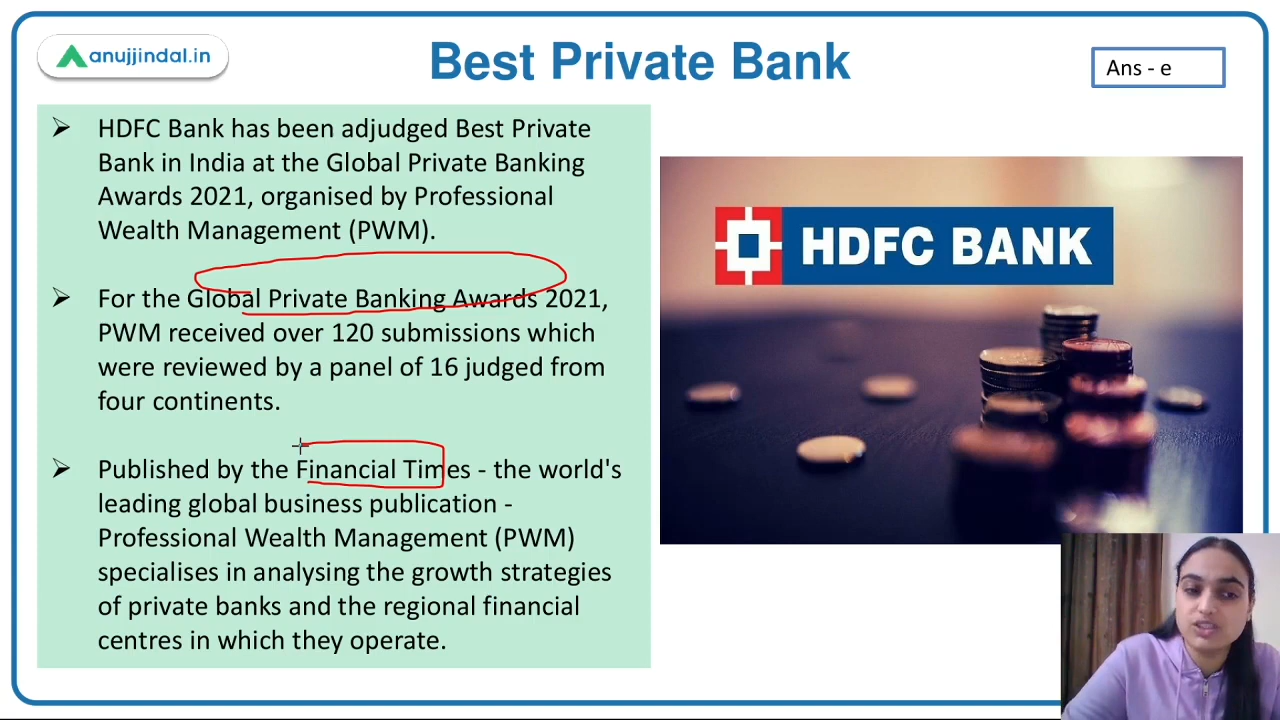 anujjindal.in
Best Private Bank
Ans - e
HDFC Bank has been adjudged Best Private
Bank in India at the Global Private Banking
Awards 2021, organised by Professional
Wealth Management (PWM).
For the Global Private Banking Awards 2021,
PWM received over 120 submissions which
were reviewed by a panel of 16 judged from
four continents.
Published by the Financial Times - the world's
leading global business publication -
Professional Wealth Management (PWM)
specialises in analysing the growth strategies
of private banks and the regional financial
centres in which they operate.
HDFC BANK